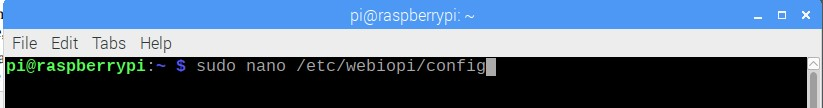 pi@raspberrypi: ~
File Edit Tabs Help
pi@raspberrypi:~ $ sudo nano /etc/webiopi/config